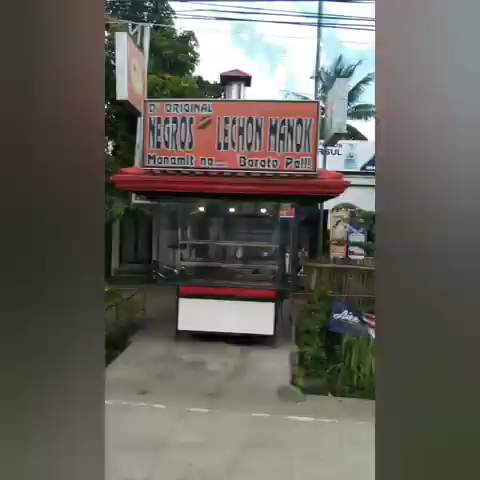 D' ORIGINAL
NEGROS LECHON MANOK
Manamit na..... Barato Pa!!!